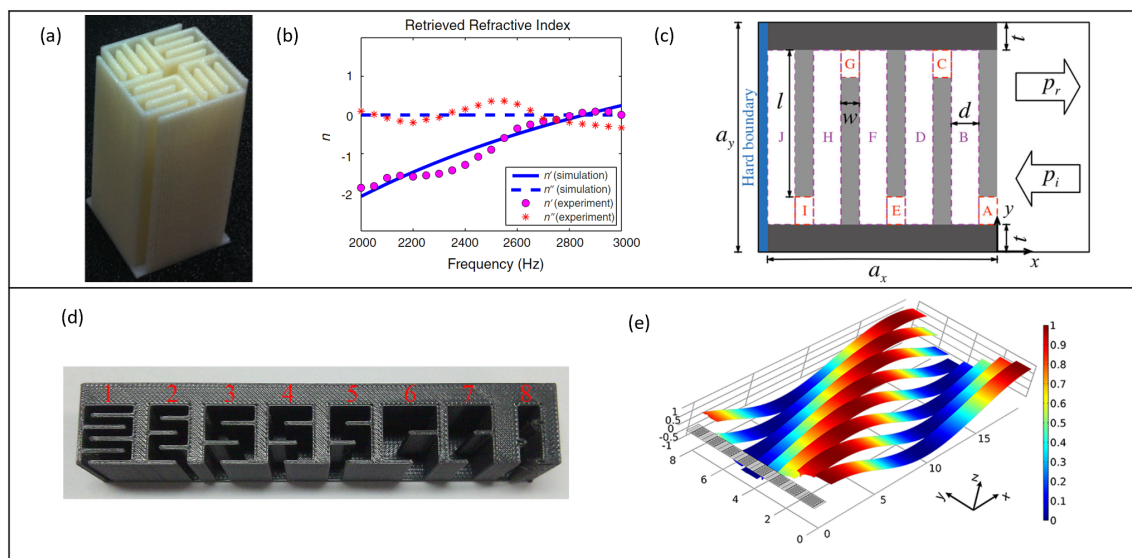 (a)
(b)
Retrieved Refractive Index
1
0
-1
-2
n
2000 2200 2400 2600 2800 3000
Frequency (Hz)
n′(simulation)
n″(simulation)
n′(experiment)
n″(experiment)
(c)
t
G C
l
w
d
a_y
Hard boundary
J H F D B
p_r
p_i
I E A
y
t
x
a_x
(d)
1 2 3 4 5 6 7 8
(e)
1
0.5
0
-0.5
-1
8
6
4
2
0
0
5
10
15
y z x
1
0.9
0.8
0.7
0.6
0.5
0.4
0.3
0.2
0.1
0